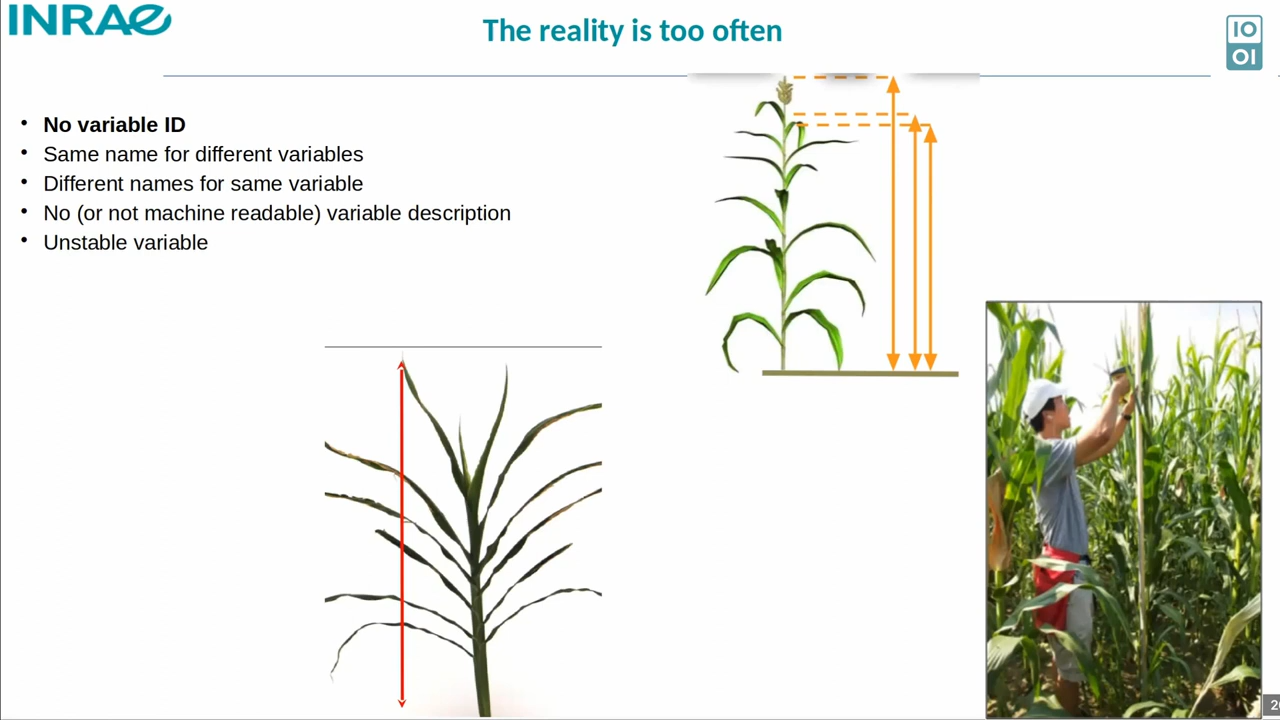 INRAE
The reality is too often
IO
OI
No variable ID
Same name for different variables
Different names for same variable
No (or not machine readable) variable description
Unstable variable